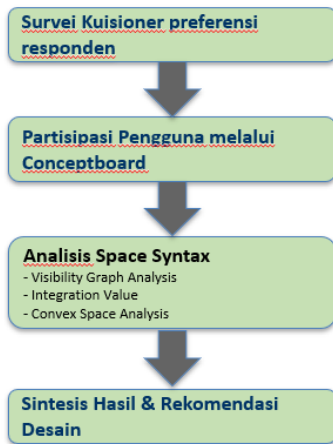 Survei Kuisioner preferensi
responden
Partisipasi Pengguna melalui
Conceptboard
Analisis Space Syntax
- Visibility Graph Analysis
- Integration Value
- Convex Space Analysis
Sintesis Hasil & Rekomendasi
Desain